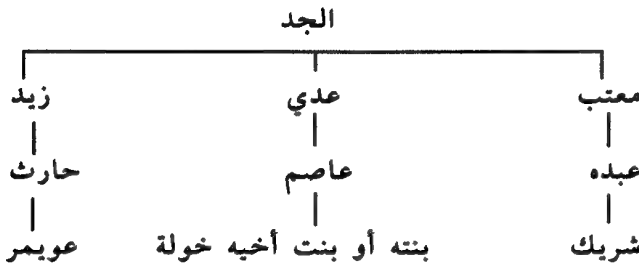 الجد
معتب عدي زيد
عبده عاصم حارث
شريك بنته أو بنت أخيه خولة عويمر